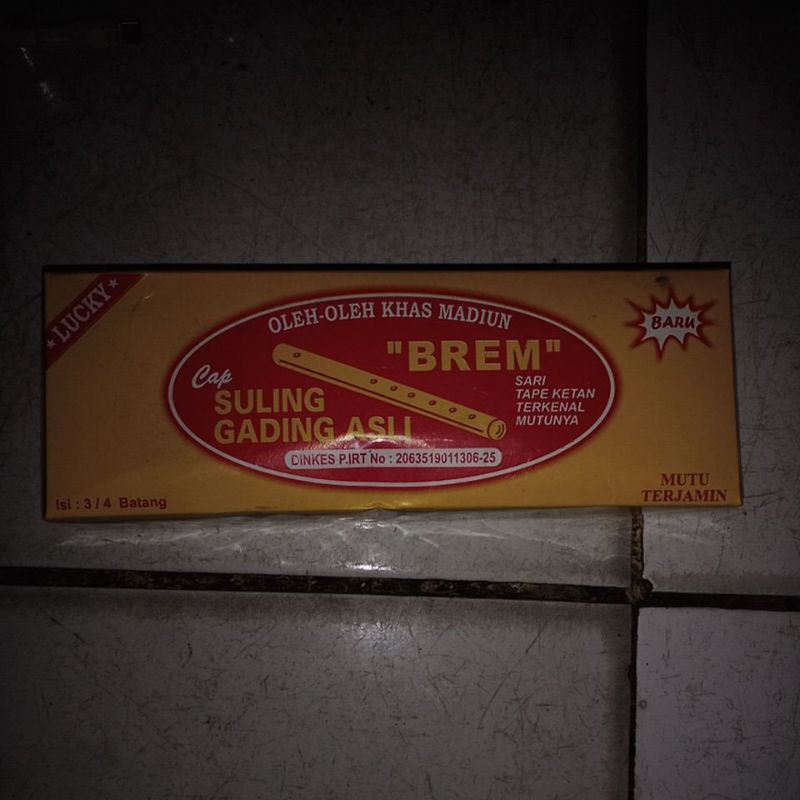 LUCKY
OLEH-OLEH KHAS MADIUN
"BREM"
Cap
SULING
GADING ASLI
SARI
TAPE KETAN
TERKENAL
MUTUNYA
DINKES P.IRT No : 2063519011306-25
BARU
Isi : 3 / 4 Batang
MUTU
TERJAMIN